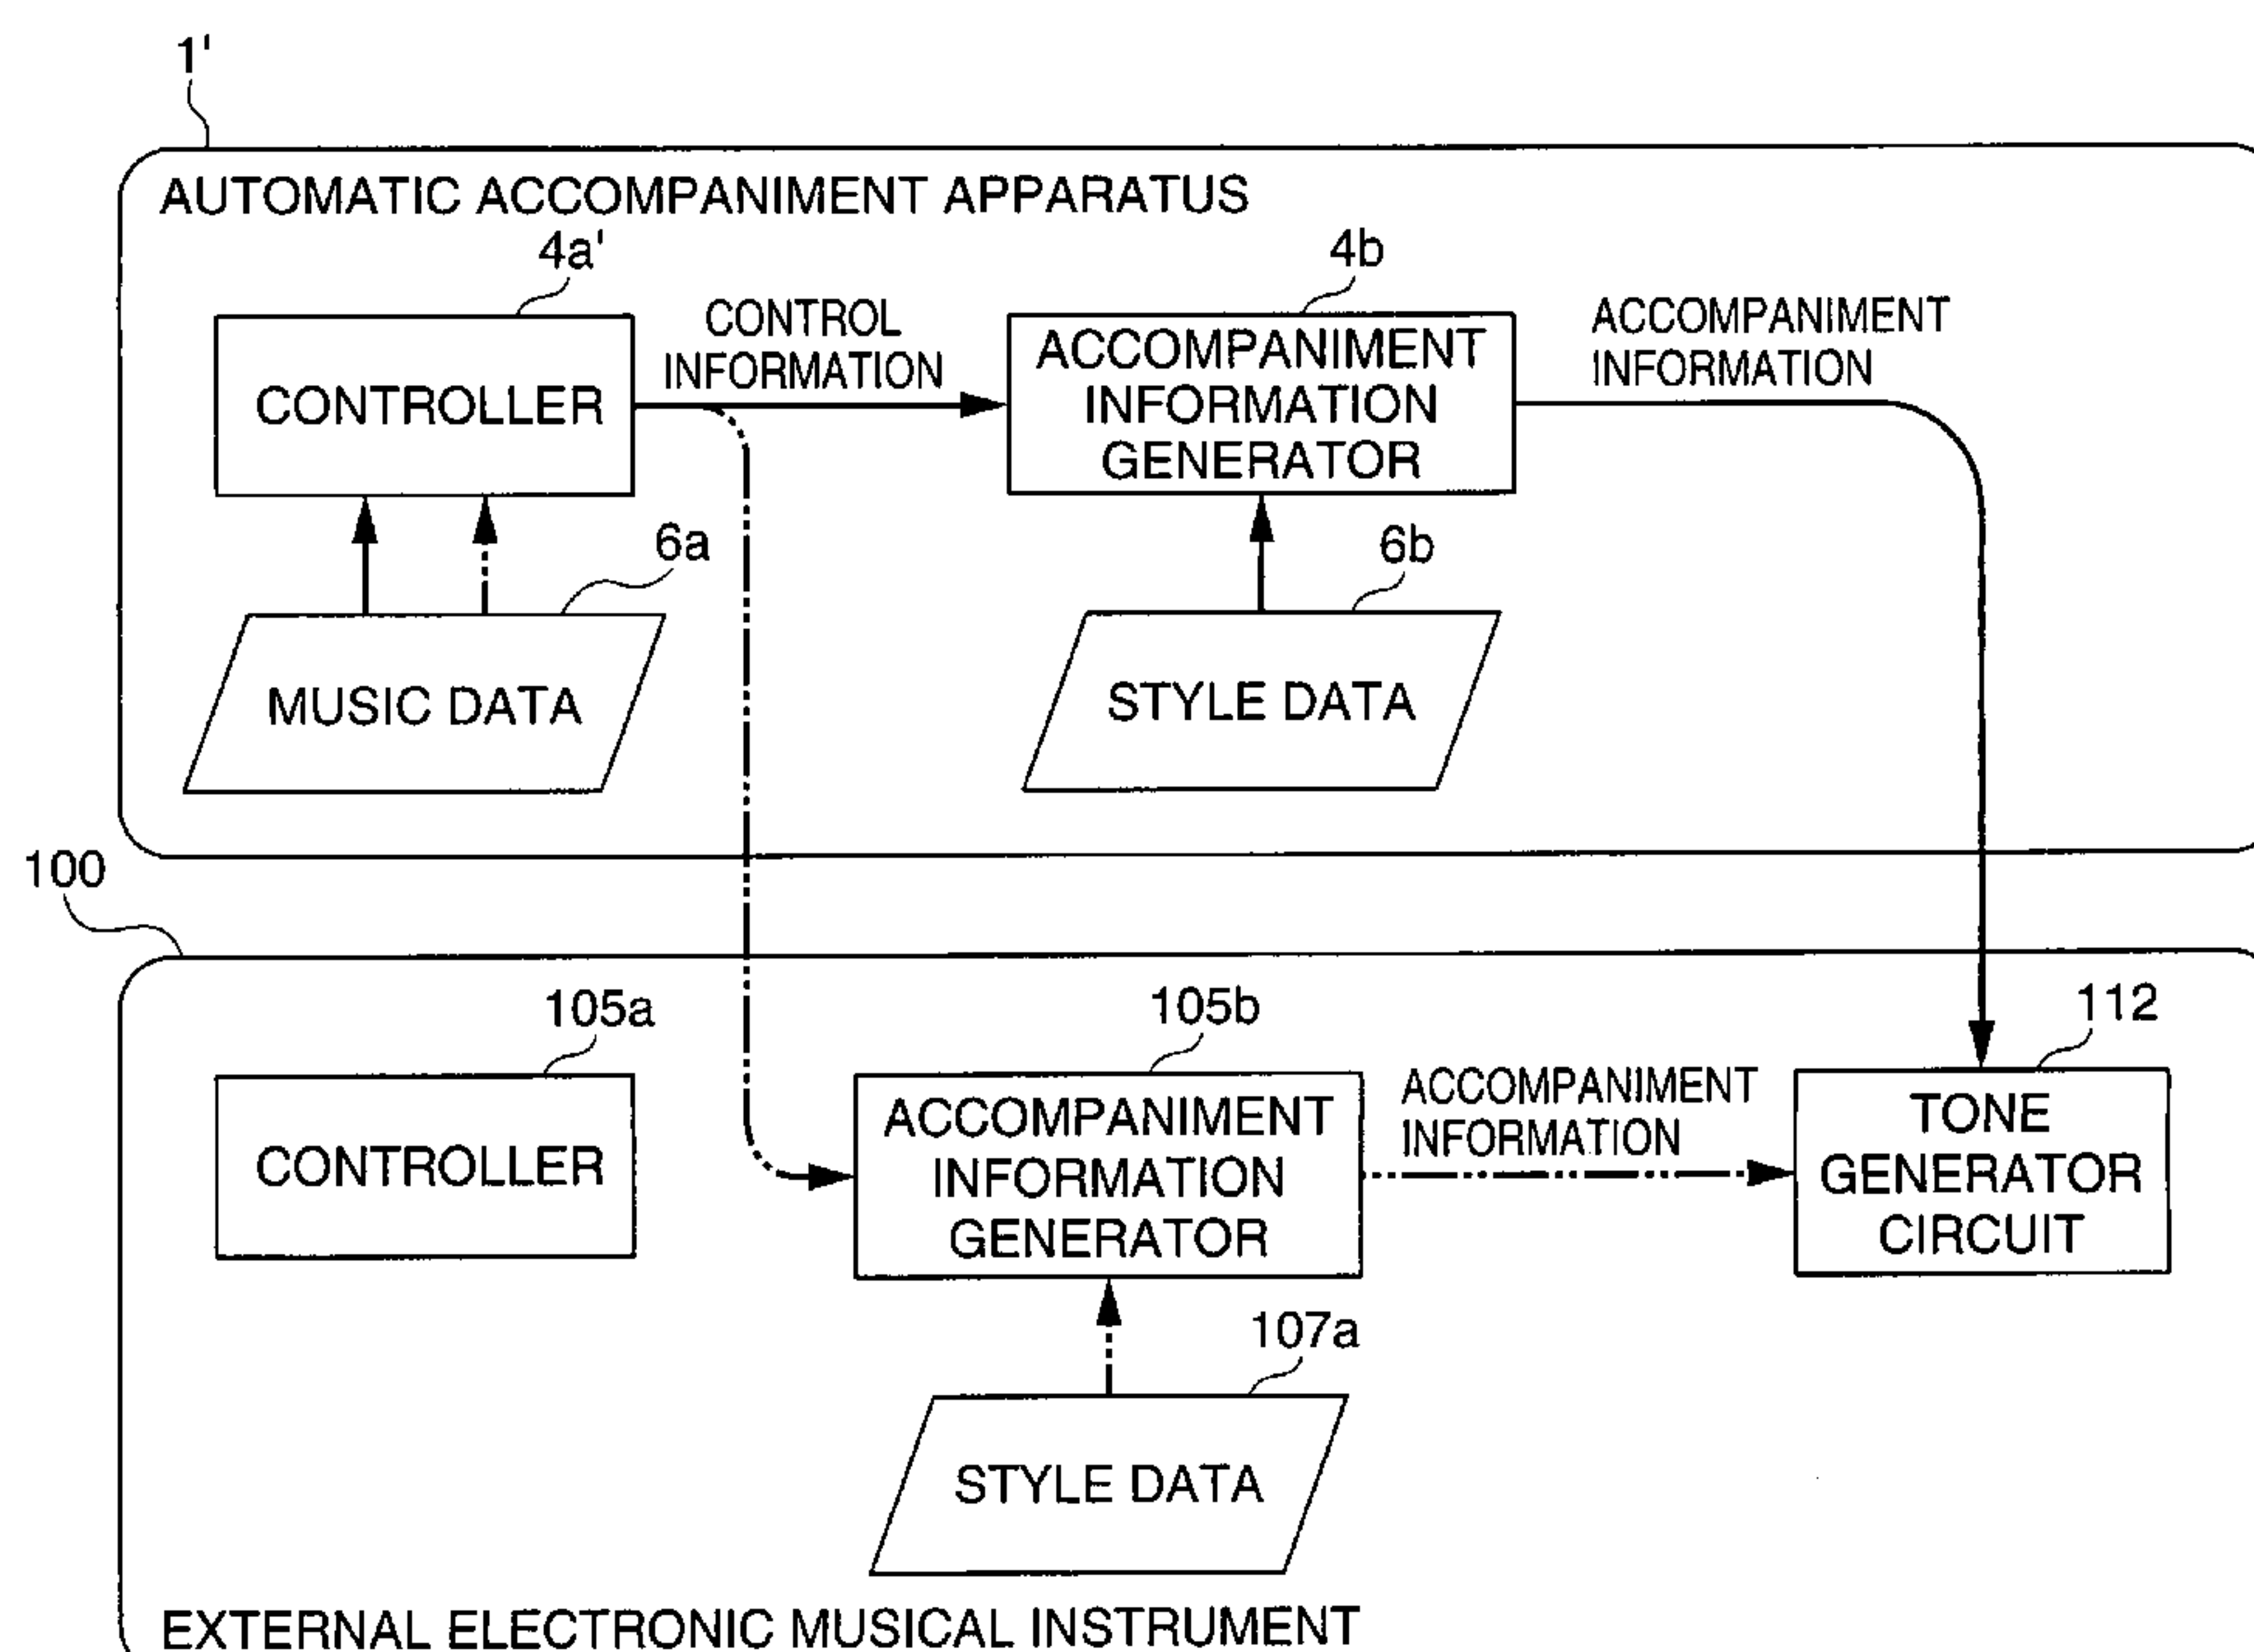 1'
AUTOMATIC ACCOMPANIMENT APPARATUS
4a'
4b
CONTROL
INFORMATION
ACCOMPANIMENT
INFORMATION
CONTROLLER
ACCOMPANIMENT
INFORMATION
GENERATOR
6a
6b
MUSIC DATA
STYLE DATA
100
105a
105b
112
CONTROLLER
ACCOMPANIMENT
INFORMATION
GENERATOR
ACCOMPANIMENT
INFORMATION
TONE
GENERATOR
CIRCUIT
107a
STYLE DATA
EXTERNAL ELECTRONIC MUSICAL INSTRUMENT